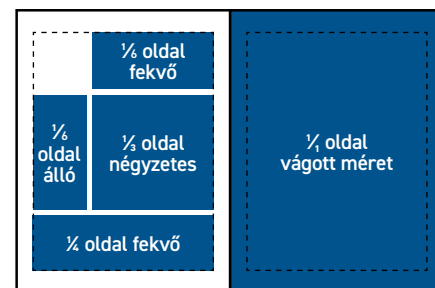 ⅙ oldal
fekvő
⅙
oldal
álló
⅓ oldal
négyzetes
¼ oldal fekvő
¹⁄₁ oldal
vágott méret